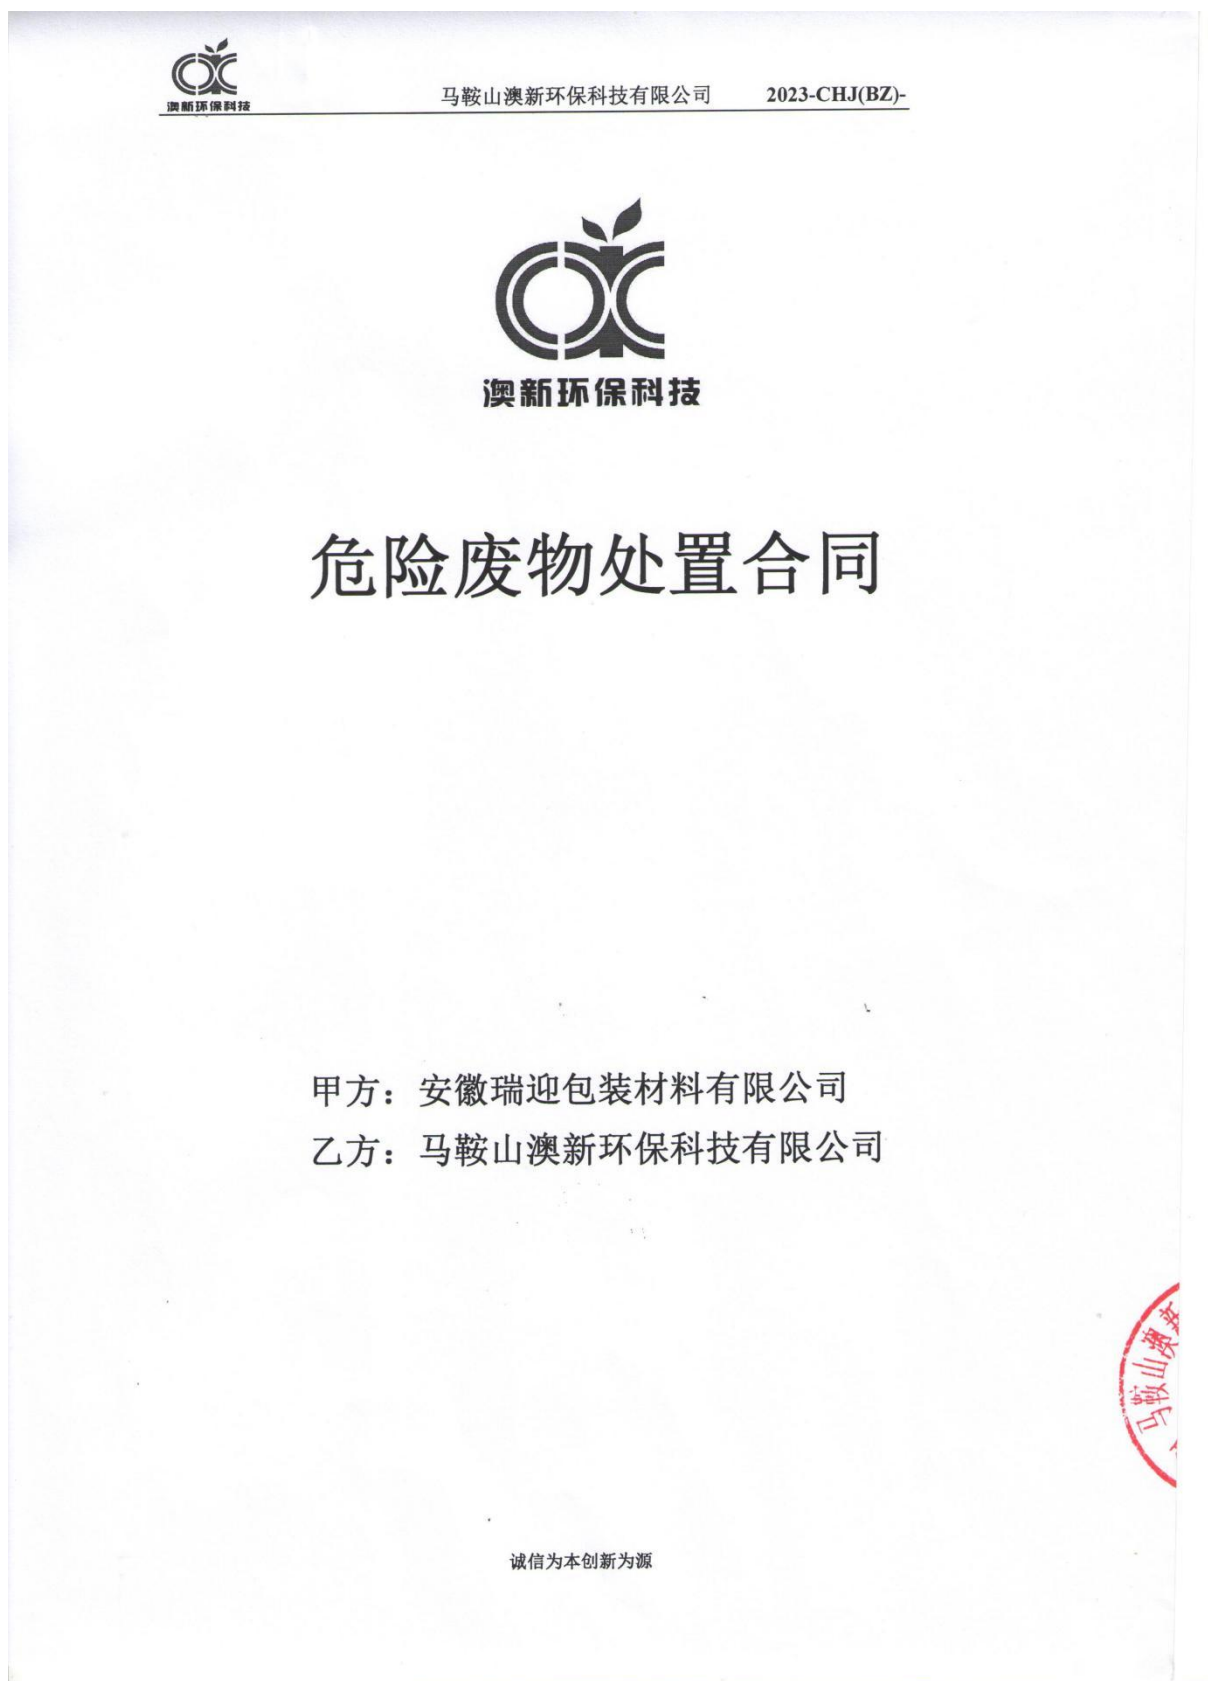 澳新环保科技
马鞍山澳新环保科技有限公司 2023-CHJ(BZ)-
澳新环保科技
危险废物处置合同
甲方：安徽瑞迎包装材料有限公司
乙方：马鞍山澳新环保科技有限公司
马鞍山澳新
诚信为本创新为源